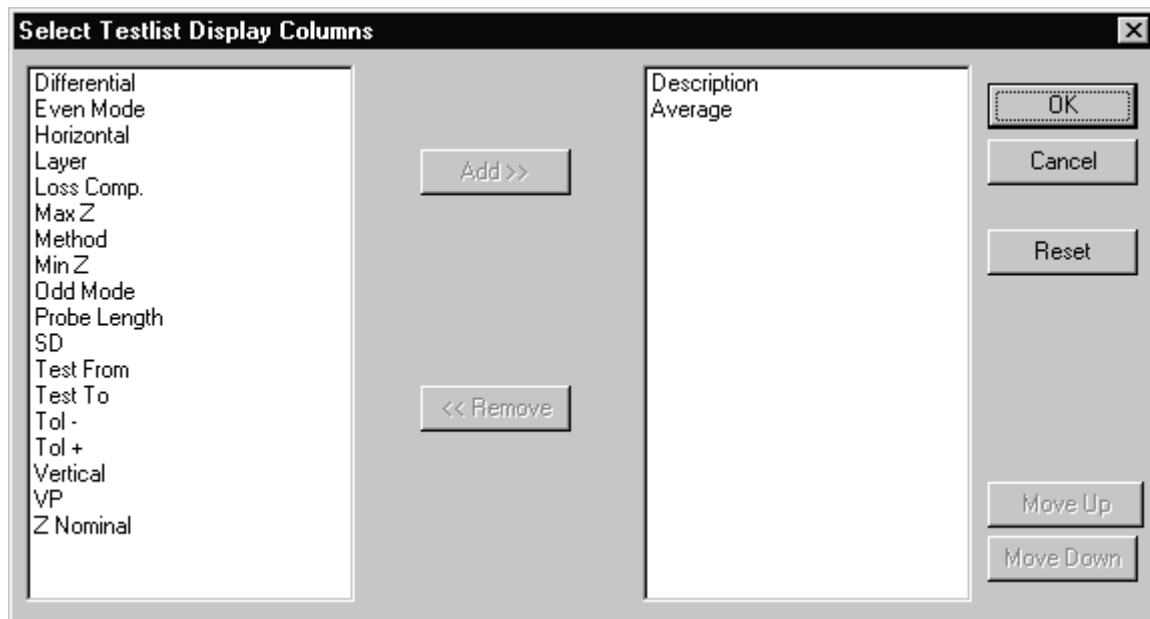 Select Testlist Display Columns
Differential
Even Mode
Horizontal
Layer
Loss Comp.
Max Z
Method
Min Z
Odd Mode
Probe Length
SD
Test From
Test To
Tol -
Tol +
Vertical
VP
Z Nominal
Add >>
<< Remove
Description
Average
OK
Cancel
Reset
Move Up
Move Down